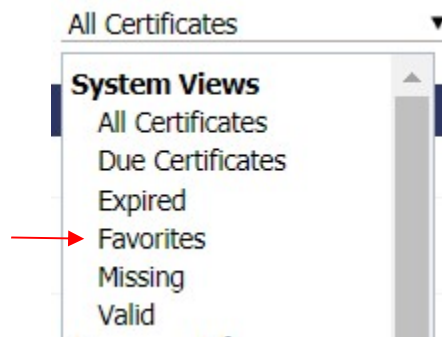 All Certificates
System Views
All Certificates
Due Certificates
Expired
Favorites
Missing
Valid